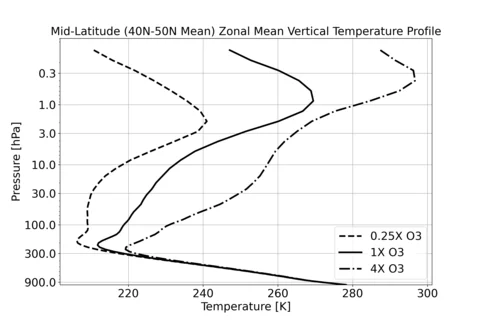 Mid-Latitude (40N-50N Mean) Zonal Mean Vertical Temperature Profile
Pressure [hPa]
0.3
1.0
3.0
10.0
30.0
100.0
300.0
900.0
0.25X O3
1X O3
4X O3
220
240
260
280
300
Temperature [K]